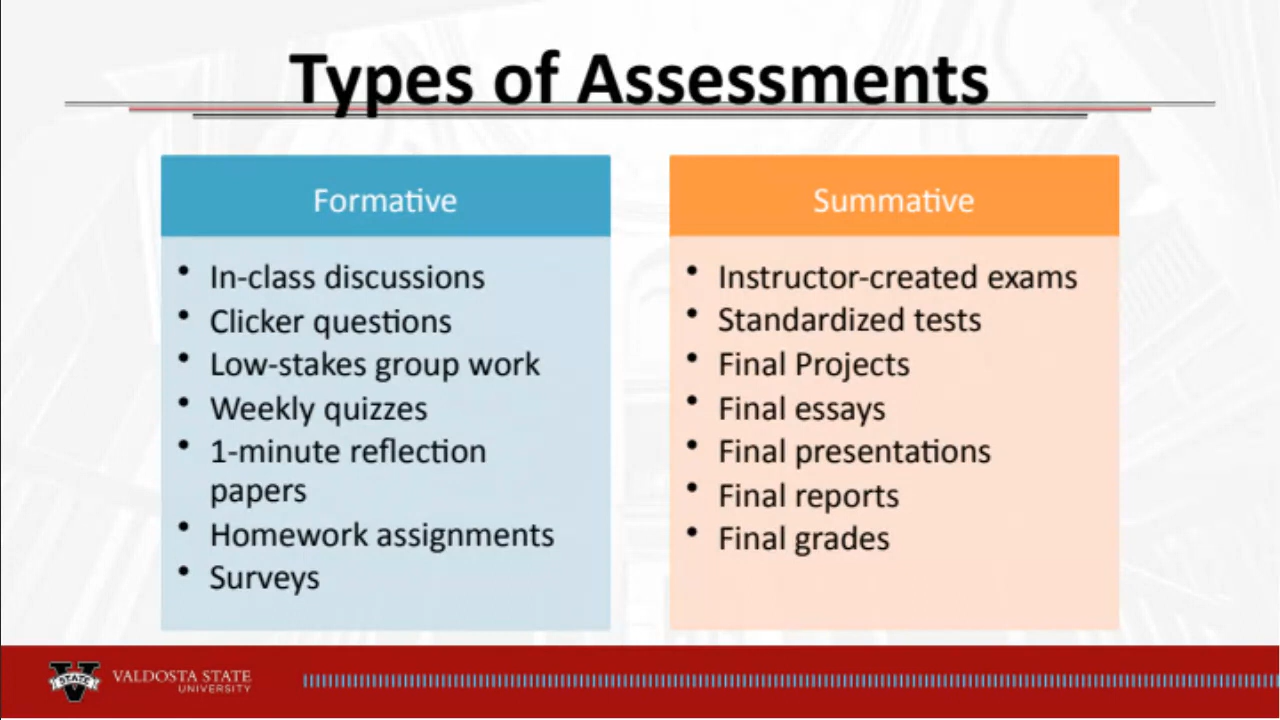 Types of Assessments
Formative
• In-class discussions
• Clicker questions
• Low-stakes group work
• Weekly quizzes
• 1-minute reflection
papers
• Homework assignments
• Surveys
Summative
• Instructor-created exams
• Standardized tests
• Final Projects
• Final essays
• Final presentations
• Final reports
• Final grades
V
STATE
VALDOSTA STATE
UNIVERSITY